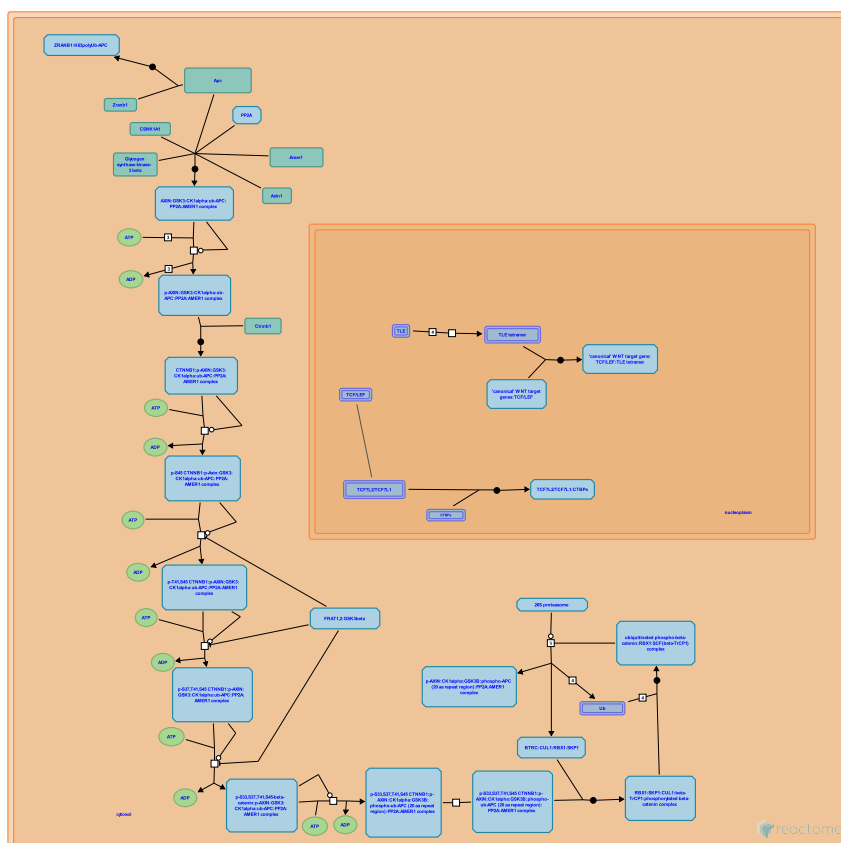 ZRANB1:K63polyUb-APC
Apc
Zranb1
PP2A
CSNK1A1
Glycogen
synthase kinase-
3 beta
Amer1
Axin1
AXIN:GSK3:CK1alpha:ub-APC:
PP2A:AMER1 complex
ATP
3
ADP
3
p-AXIN:GSK3:CK1alpha:ub-
APC:PP2A:AMER1 complex
Ctnnb1
CTNNB1:p-AXIN:GSK3:
CK1alpha:ub-APC:PP2A:
AMER1 complex
ATP
ADP
p-S45 CTNNB1:p-Axin:GSK3:
CK1alpha:ub-APC:PP2A:
AMER1 complex
ATP
ADP
p-T41,S45 CTNNB1:p-AXIN:GSK3:
CK1alpha:ub-APC:PP2A:AMER1
complex
ATP
FRAT1,2:GSK3beta
ADP
p-S37,T41,S45 CTNNB1:p-AXIN:
GSK3:CK1alpha:ub-APC:PP2A:
AMER1 complex
ATP
ADP
p-S33,S37,T41,S45-beta-
catenin:p-AXIN:GSK3:
CK1alpha:ub-APC:PP2A:
AMER1 complex
ATP
ADP
p-S33,S37,T41,S45 CTNNB1:p-
AXIN:CK1alpha:GSK3B:
phospho-ub-APC (20 aa repeat
region):PP2A:AMER1 complex
p-S33,S37,T41,S45 CTNNB1:p-
AXIN:CK1alpha:GSK3B:phospho-
ub-APC (20 aa repeat region):
PP2A:AMER1 complex
RBX1:SKP1:CUL1:beta-
TrCP1:phosphorylated beta-
catenin complex
BTRC:CUL1:RBX1:SKP1
Ub
4
4
4
p-AXIN:CK1alpha:GSK3B:phospho-APC
(20 aa repeat region):PP2A:AMER1
complex
ubiquitinated phospho-beta-
catenin:RBX1:SCF(beta-TrCP1)
complex
26S proteasome
TLE
4
TLE tetramer
'canonical' WNT target gene:
TCF/LEF:TLE tetramer
'canonical' WNT target
genes:TCF/LEF
TCF/LEF
TCF7L2/TCF7L1
CTBPs
TCF7L2/TCF7L1:CTBPs
nucleoplasm
cytosol
reactome